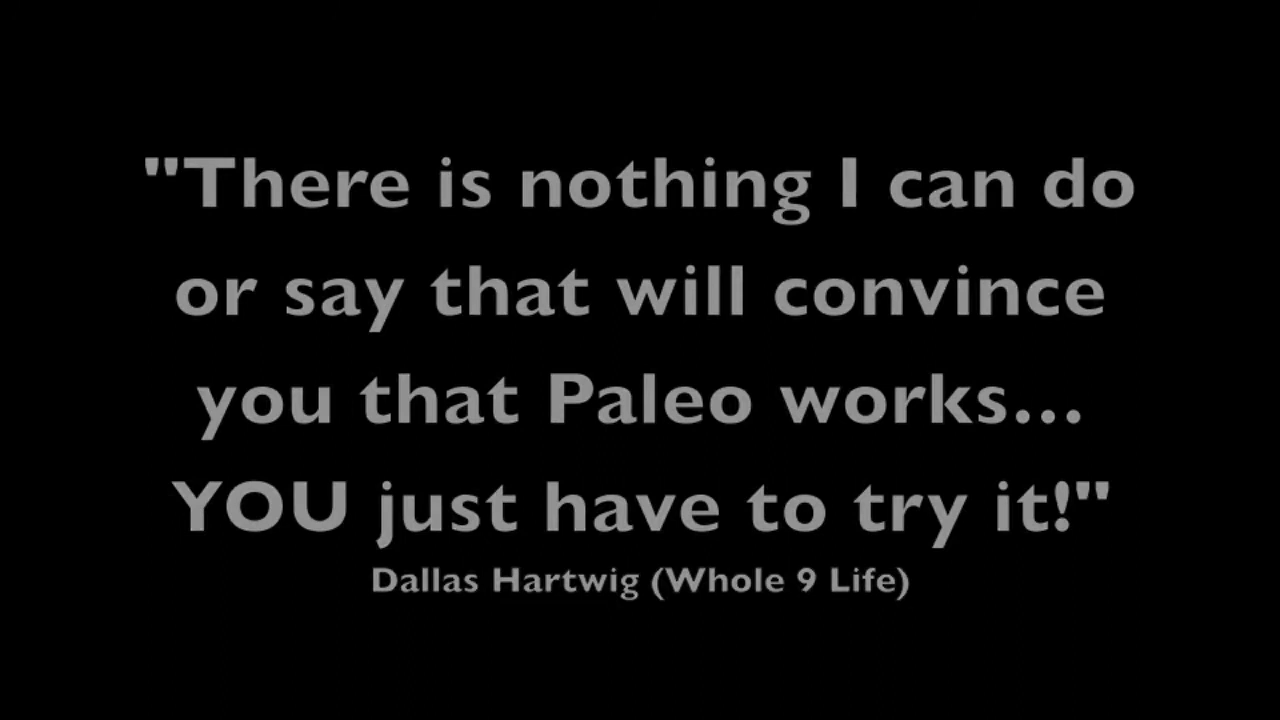 "There is nothing I can do
or say that will convince
you that Paleo works...
YOU just have to try it!"
Dallas Hartwig (Whole 9 Life)